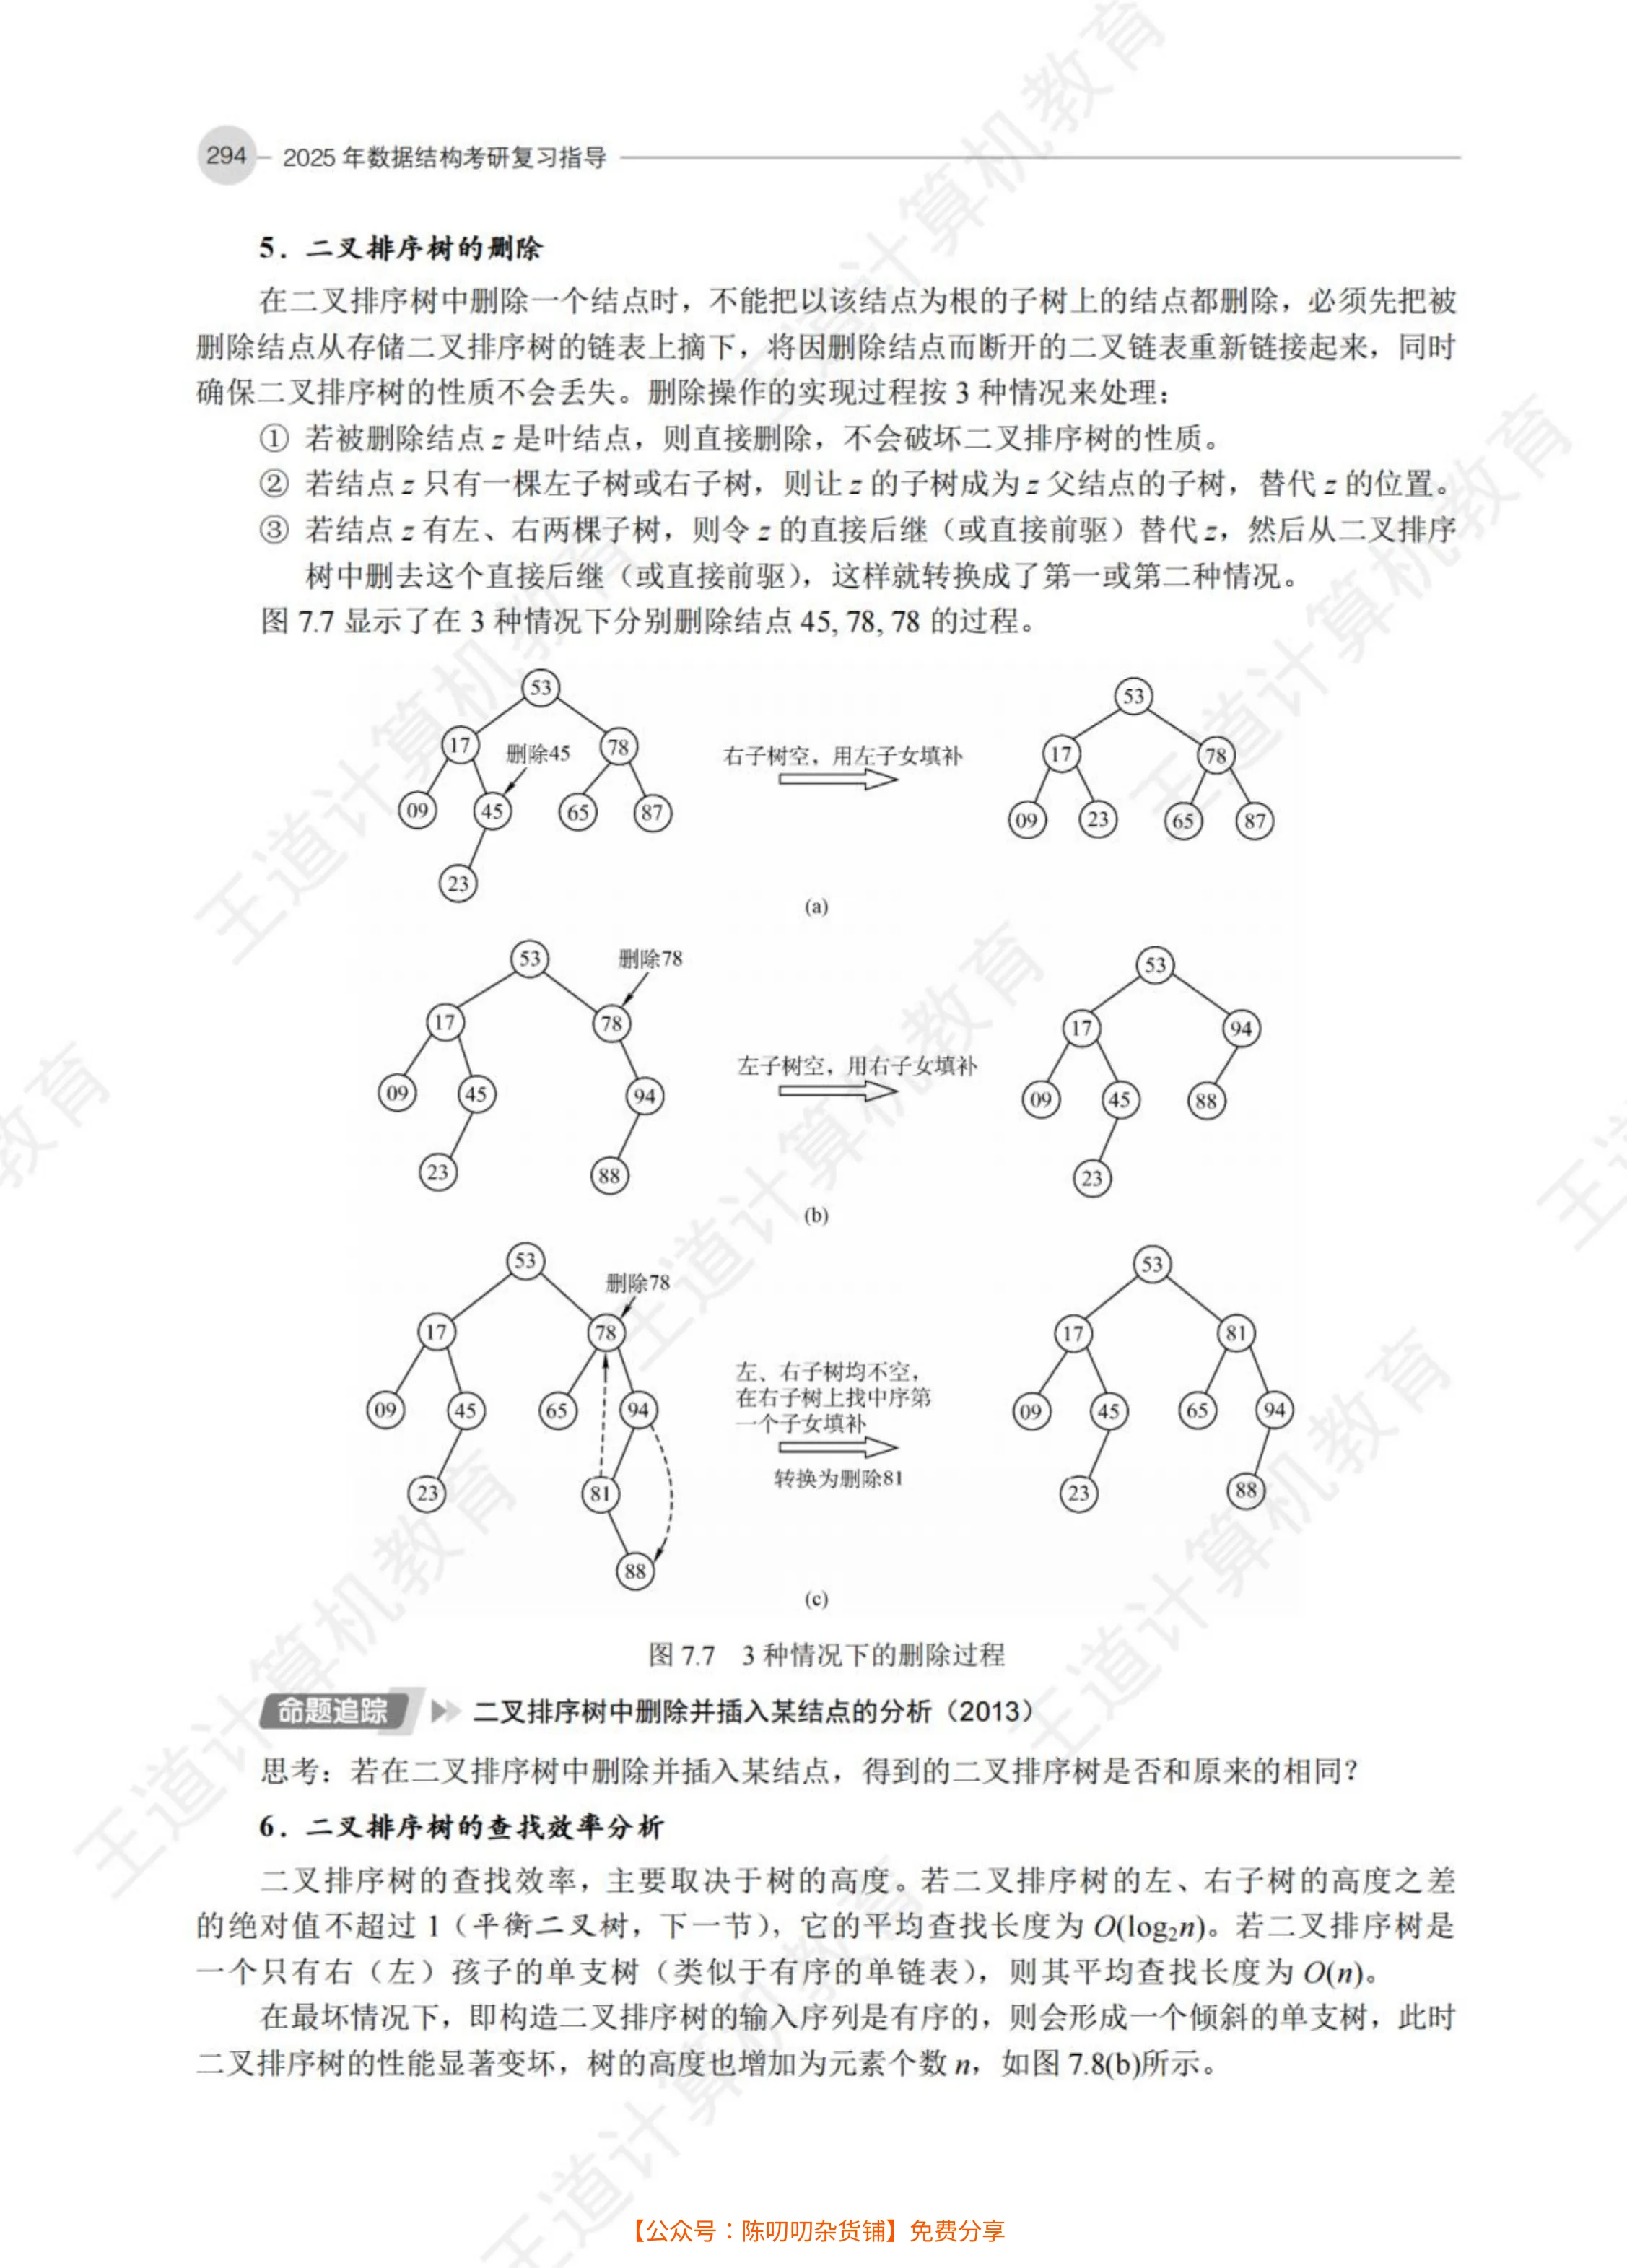 294 2025 年数据结构考研复习指导
5．二叉排序树的删除
在二叉排序树中删除一个结点时，不能把以该结点为根的子树上的结点都删除，必须先把被
删除结点从存储二叉排序树的链表上摘下，将因删除结点而断开的二叉链表重新链接起来，同时
确保二叉排序树的性质不会丢失。删除操作的实现过程按 3 种情况来处理：
① 若被删除结点 z 是叶结点，则直接删除，不会破坏二叉排序树的性质。
② 若结点 z 只有一棵左子树或右子树，则让 z 的子树成为 z 父结点的子树，替代 z 的位置。
③ 若结点 z 有左、右两棵子树，则令 z 的直接后继（或直接前驱）替代 z，然后从二叉排序
树中删去这个直接后继（或直接前驱），这样就转换成了第一或第二种情况。
图 7.7 显示了在 3 种情况下分别删除结点 45, 78, 78 的过程。
53 53
17 删除45 78 右子树空，用左子女填补 17 78
09 45 65 87 09 23 65 87
23
(a)
53 删除78 53
17 78 17 94
左子树空，用右子女填补
09 45 94 09 45 88
23 88 23
(b)
53 删除78 53
17 78 17 81
左、右子树均不空，
在右子树上找中序第
一个子女填补
09 45 65 94 09 45 65 94
转换为删除81
23 81 23 88
88
(c)
图 7.7 3 种情况下的删除过程
命题追踪 二叉排序树中删除并插入某结点的分析（2013）
思考：若在二叉排序树中删除并插入某结点，得到的二叉排序树是否和原来的相同？
6．二叉排序树的查找效率分析
二叉排序树的查找效率，主要取决于树的高度。若二叉排序树的左、右子树的高度之差
的绝对值不超过 1（平衡二叉树，下一节），它的平均查找长度为 O(log₂n)。若二叉排序树是
一个只有右（左）孩子的单支树（类似于有序的单链表），则其平均查找长度为 O(n)。
在最坏情况下，即构造二叉排序树的输入序列是有序的，则会形成一个倾斜的单支树，此时
二叉排序树的性能显著变坏，树的高度也增加为元素个数 n，如图 7.8(b)所示。
【公众号：陈叨叨杂货铺】免费分享
王道计算机教育